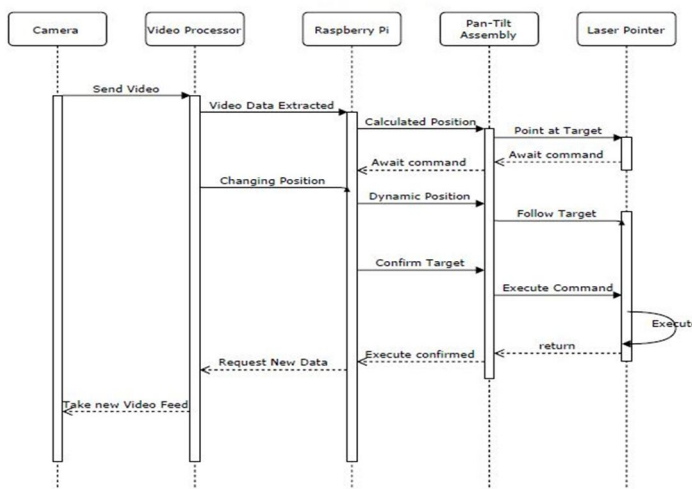 Camera
Video Processor
Raspberry Pi
Pan-Tilt
Assembly
Laser Pointer
Send Video
Video Data Extracted
Calculated Position
Point at Target
Await command
Await command
Changing Position
Dynamic Position
Follow Target
Confirm Target
Execute Command
Execut
return
Execute confirmed
Request New Data
Take new Video Feed